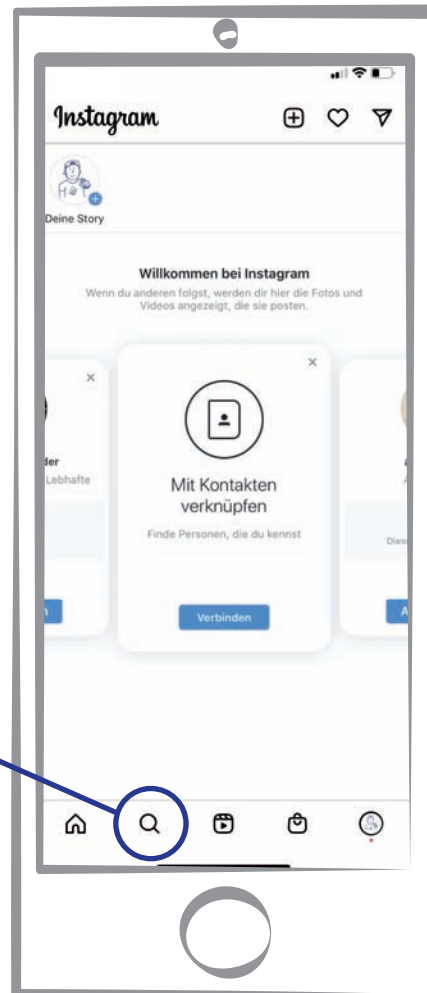 Instagram
Deine Story
Willkommen bei Instagram
Wenn du anderen folgst, werden dir hier die Fotos und
Videos angezeigt, die sie posten.
der
Lebhafte
Mit Kontakten
verknüpfen
Finde Personen, die du kennst
Verbinden
n
a
A
Diese
A